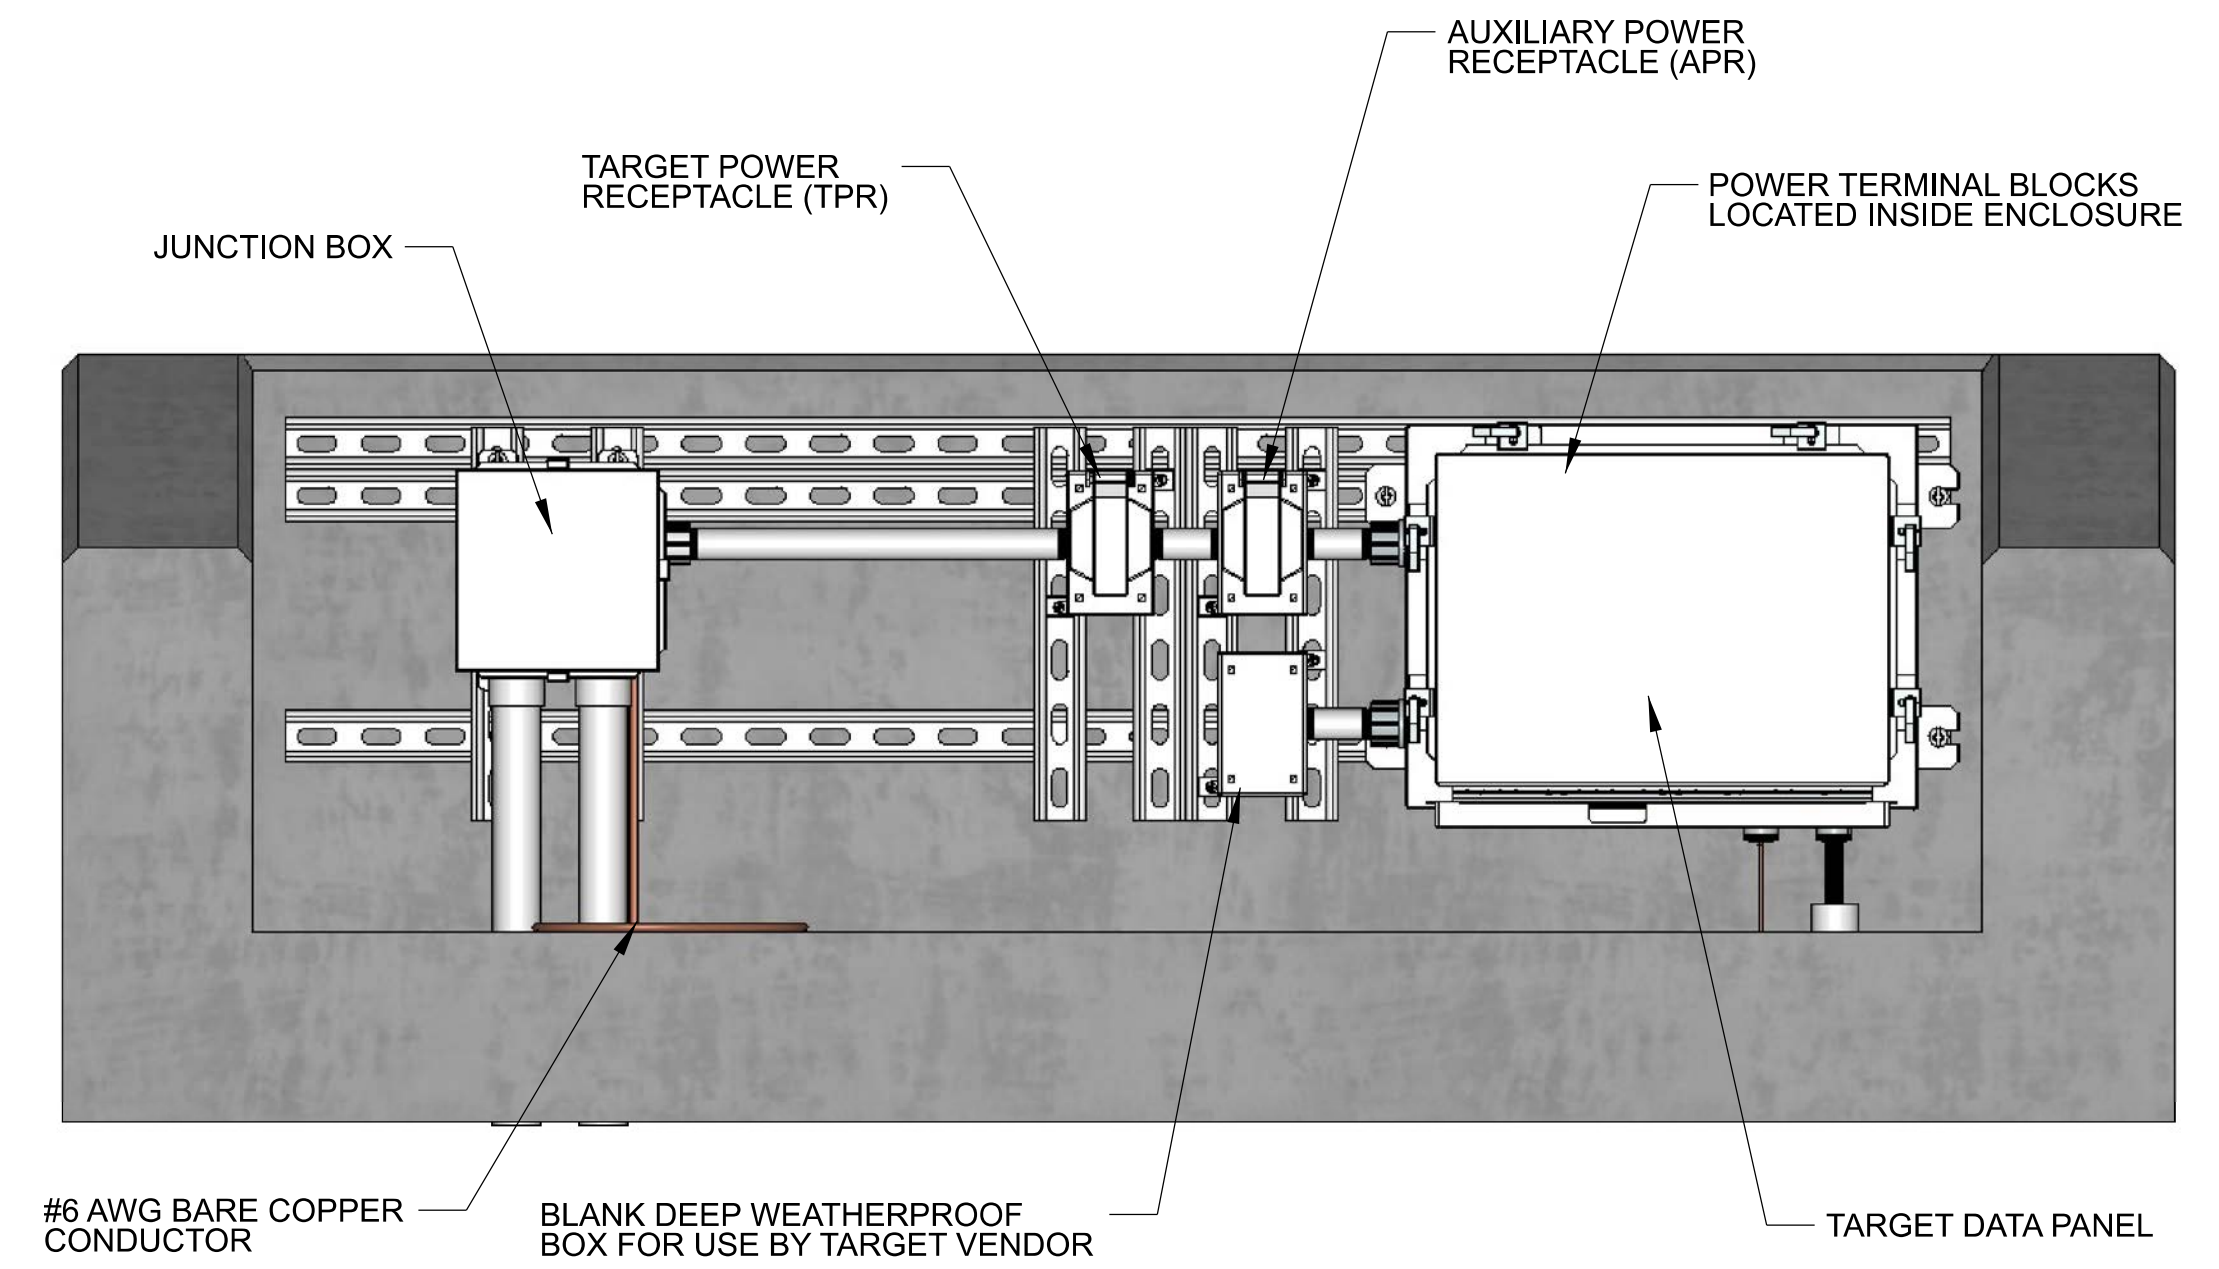 AUXILIARY POWER
RECEPTACLE (APR)
TARGET POWER
RECEPTACLE (TPR)
POWER TERMINAL BLOCKS
LOCATED INSIDE ENCLOSURE
JUNCTION BOX
#6 AWG BARE COPPER
CONDUCTOR
BLANK DEEP WEATHERPROOF
BOX FOR USE BY TARGET VENDOR
TARGET DATA PANEL